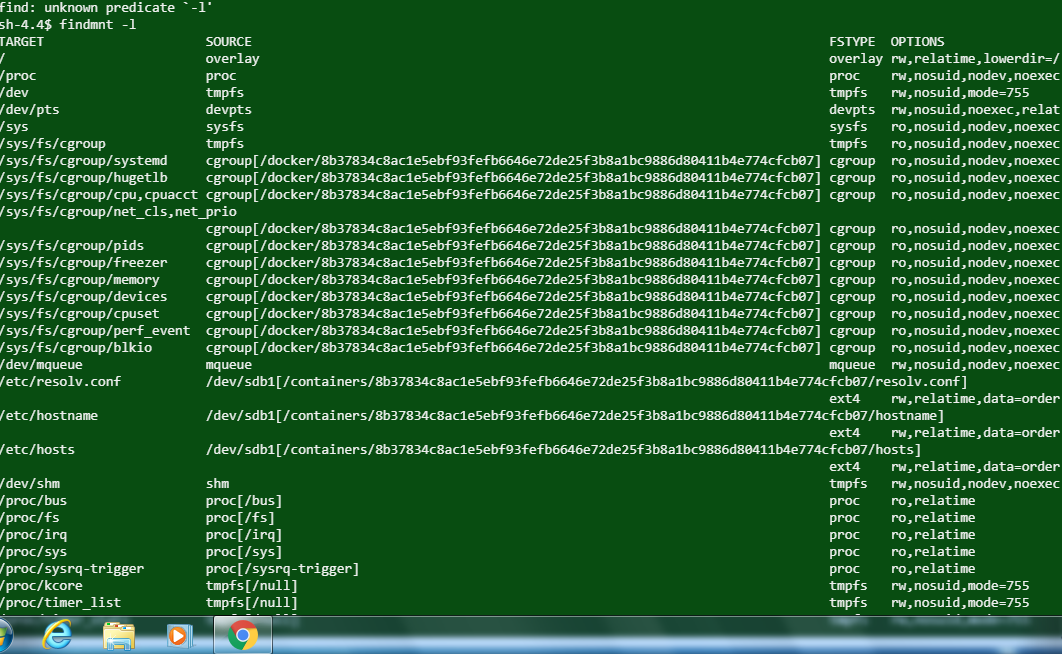 find: unknown predicate `-l'
sh-4.4$ findmnt -l
TARGET SOURCE FSTYPE OPTIONS
/ overlay overlay rw,relatime,lowerdir=/
/proc proc proc rw,nosuid,nodev,noexec
/dev tmpfs tmpfs rw,nosuid,mode=755
/dev/pts devpts devpts rw,nosuid,noexec,relat
/sys sysfs sysfs ro,nosuid,nodev,noexec
/sys/fs/cgroup tmpfs tmpfs ro,nosuid,nodev,noexec
/sys/fs/cgroup/systemd cgroup[/docker/8b37834c8ac1e5ebf93fefb6646e72de25f3b8a1bc9886d80411b4e774cfcb07] cgroup ro,nosuid,nodev,noexec
/sys/fs/cgroup/hugetlb cgroup[/docker/8b37834c8ac1e5ebf93fefb6646e72de25f3b8a1bc9886d80411b4e774cfcb07] cgroup ro,nosuid,nodev,noexec
/sys/fs/cgroup/cpu,cpuacct cgroup[/docker/8b37834c8ac1e5ebf93fefb6646e72de25f3b8a1bc9886d80411b4e774cfcb07] cgroup ro,nosuid,nodev,noexec
/sys/fs/cgroup/net_cls,net_prio
cgroup[/docker/8b37834c8ac1e5ebf93fefb6646e72de25f3b8a1bc9886d80411b4e774cfcb07] cgroup ro,nosuid,nodev,noexec
/sys/fs/cgroup/pids cgroup[/docker/8b37834c8ac1e5ebf93fefb6646e72de25f3b8a1bc9886d80411b4e774cfcb07] cgroup ro,nosuid,nodev,noexec
/sys/fs/cgroup/freezer cgroup[/docker/8b37834c8ac1e5ebf93fefb6646e72de25f3b8a1bc9886d80411b4e774cfcb07] cgroup ro,nosuid,nodev,noexec
/sys/fs/cgroup/memory cgroup[/docker/8b37834c8ac1e5ebf93fefb6646e72de25f3b8a1bc9886d80411b4e774cfcb07] cgroup ro,nosuid,nodev,noexec
/sys/fs/cgroup/devices cgroup[/docker/8b37834c8ac1e5ebf93fefb6646e72de25f3b8a1bc9886d80411b4e774cfcb07] cgroup ro,nosuid,nodev,noexec
/sys/fs/cgroup/cpuset cgroup[/docker/8b37834c8ac1e5ebf93fefb6646e72de25f3b8a1bc9886d80411b4e774cfcb07] cgroup ro,nosuid,nodev,noexec
/sys/fs/cgroup/perf_event cgroup[/docker/8b37834c8ac1e5ebf93fefb6646e72de25f3b8a1bc9886d80411b4e774cfcb07] cgroup ro,nosuid,nodev,noexec
/sys/fs/cgroup/blkio cgroup[/docker/8b37834c8ac1e5ebf93fefb6646e72de25f3b8a1bc9886d80411b4e774cfcb07] cgroup ro,nosuid,nodev,noexec
/dev/mqueue mqueue mqueue rw,nosuid,nodev,noexec
/etc/resolv.conf /dev/sdb1[/containers/8b37834c8ac1e5ebf93fefb6646e72de25f3b8a1bc9886d80411b4e774cfcb07/resolv.conf]
ext4 rw,relatime,data=order
/etc/hostname /dev/sdb1[/containers/8b37834c8ac1e5ebf93fefb6646e72de25f3b8a1bc9886d80411b4e774cfcb07/hostname]
ext4 rw,relatime,data=order
/etc/hosts /dev/sdb1[/containers/8b37834c8ac1e5ebf93fefb6646e72de25f3b8a1bc9886d80411b4e774cfcb07/hosts]
ext4 rw,relatime,data=order
/dev/shm shm tmpfs rw,nosuid,nodev,noexec
/proc/bus proc[/bus] proc ro,relatime
/proc/fs proc[/fs] proc ro,relatime
/proc/irq proc[/irq] proc ro,relatime
/proc/sys proc[/sys] proc ro,relatime
/proc/sysrq-trigger proc[/sysrq-trigger] proc ro,relatime
/proc/kcore tmpfs[/null] tmpfs rw,nosuid,mode=755
/proc/timer_list tmpfs[/null] tmpfs rw,nosuid,mode=755